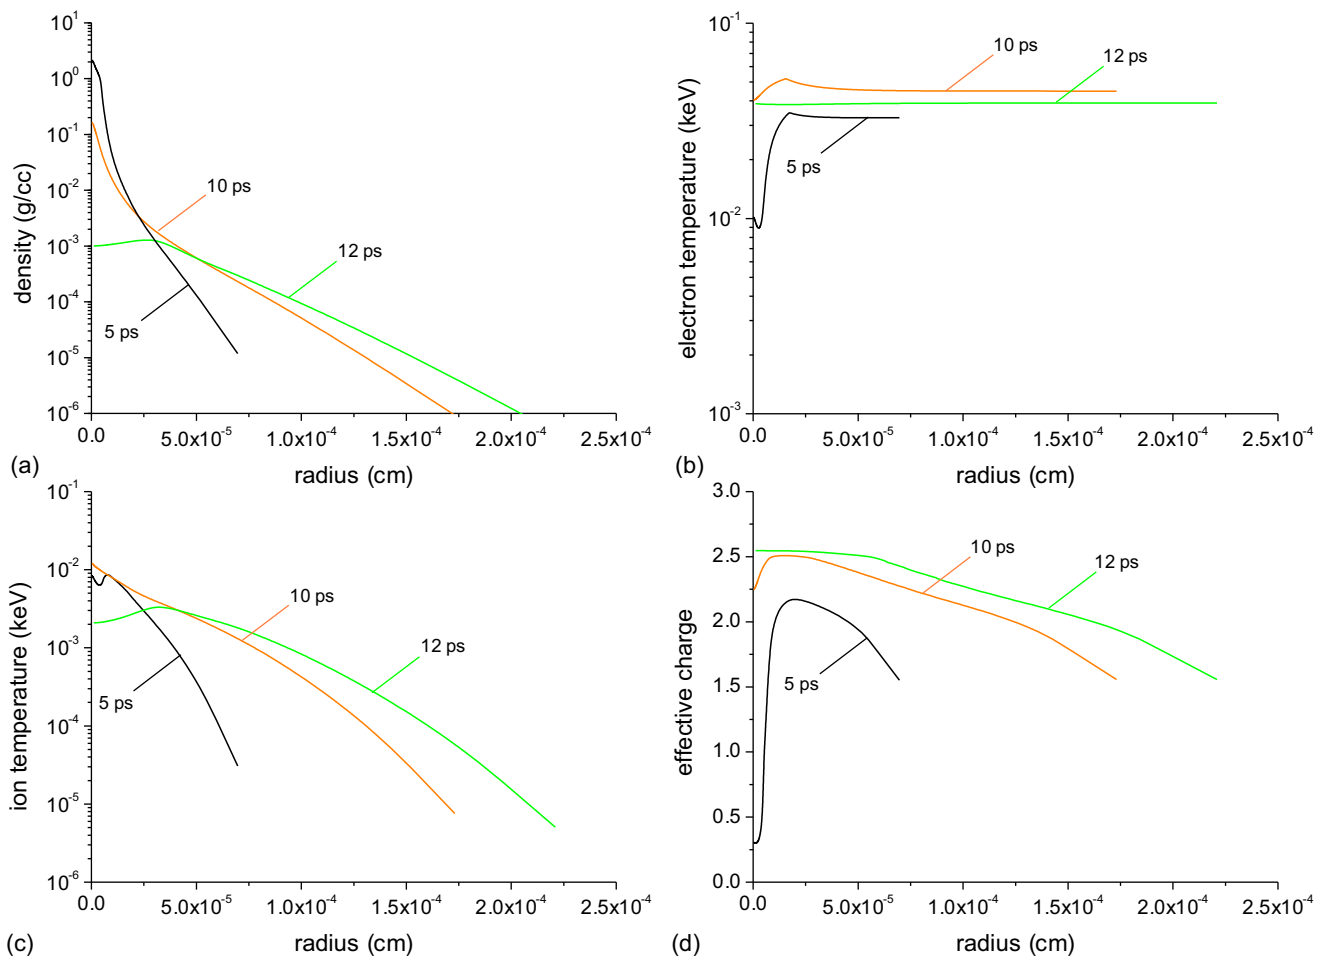 10¹
10⁰
10⁻¹
10⁻²
10⁻³
10⁻⁴
10⁻⁵
10⁻⁶
density (g/cc)
10 ps
12 ps
5 ps
0.0 5.0x10⁻⁵ 1.0x10⁻⁴ 1.5x10⁻⁴ 2.0x10⁻⁴ 2.5x10⁻⁴
(a)
radius (cm)
10⁻¹
10⁻²
10⁻³
electron temperature (keV)
10 ps
12 ps
5 ps
0.0 5.0x10⁻⁵ 1.0x10⁻⁴ 1.5x10⁻⁴ 2.0x10⁻⁴ 2.5x10⁻⁴
(b)
radius (cm)
10⁻¹
10⁻²
10⁻³
10⁻⁴
10⁻⁵
10⁻⁶
ion temperature (keV)
10 ps
12 ps
5 ps
0.0 5.0x10⁻⁵ 1.0x10⁻⁴ 1.5x10⁻⁴ 2.0x10⁻⁴ 2.5x10⁻⁴
(c)
radius (cm)
3.0
2.5
2.0
1.5
1.0
0.5
0.0
effective charge
10 ps
12 ps
5 ps
0.0 5.0x10⁻⁵ 1.0x10⁻⁴ 1.5x10⁻⁴ 2.0x10⁻⁴ 2.5x10⁻⁴
(d)
radius (cm)